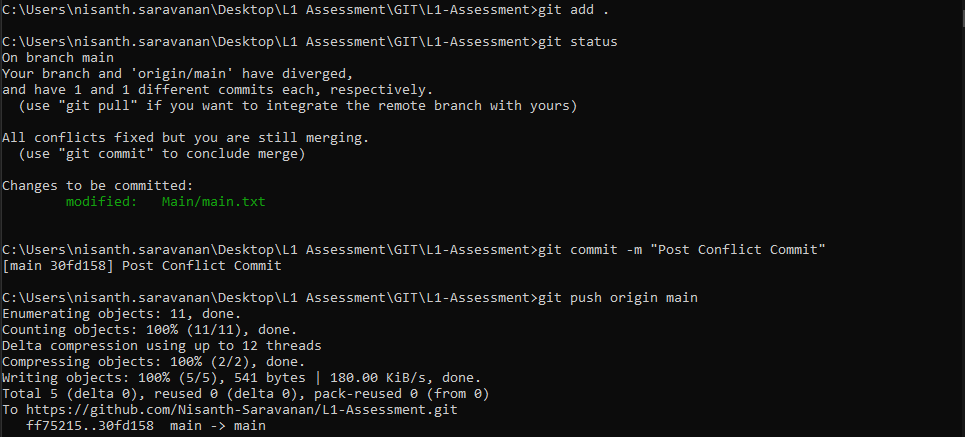 C:\Users\nisanth.saravanan\Desktop\L1 Assessment\GIT\L1-Assessment>git add .
C:\Users\nisanth.saravanan\Desktop\L1 Assessment\GIT\L1-Assessment>git status
On branch main
Your branch and 'origin/main' have diverged,
and have 1 and 1 different commits each, respectively.
  (use "git pull" if you want to integrate the remote branch with yours)
All conflicts fixed but you are still merging.
  (use "git commit" to conclude merge)
Changes to be committed:
        modified:   Main/main.txt
C:\Users\nisanth.saravanan\Desktop\L1 Assessment\GIT\L1-Assessment>git commit -m "Post Conflict Commit"
[main 30fd158] Post Conflict Commit
C:\Users\nisanth.saravanan\Desktop\L1 Assessment\GIT\L1-Assessment>git push origin main
Enumerating objects: 11, done.
Counting objects: 100% (11/11), done.
Delta compression using up to 12 threads
Compressing objects: 100% (2/2), done.
Writing objects: 100% (5/5), 541 bytes | 180.00 KiB/s, done.
Total 5 (delta 0), reused 0 (delta 0), pack-reused 0 (from 0)
To https://github.com/Nisanth-Saravanan/L1-Assessment.git
   ff75215..30fd158  main -> main